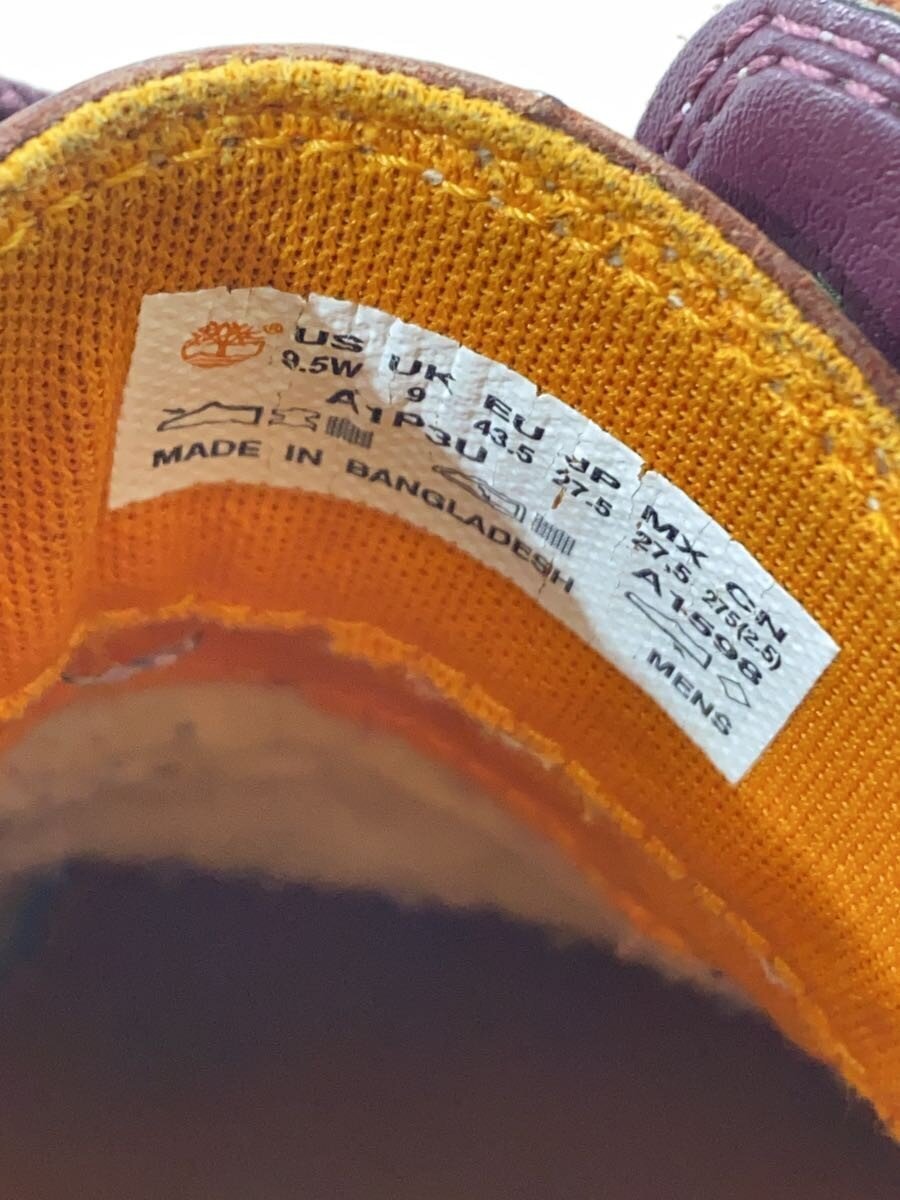 US UK EU JP MX CN
9.5W 9 43.5 27.5 27.5 275(2.5)
A1P3U A1598
MADE IN BANGLADESH MENS